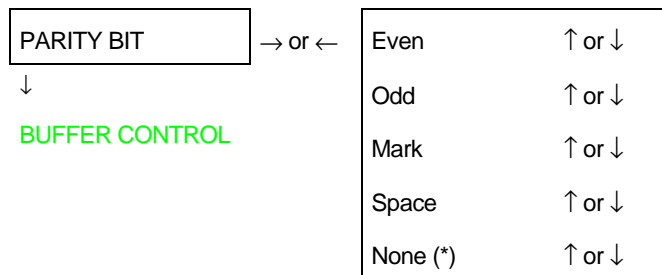 PARITY BIT → or ← Even ↑ or ↓
↓
Odd ↑ or ↓
BUFFER CONTROL
Mark ↑ or ↓
Space ↑ or ↓
None (*) ↑ or ↓